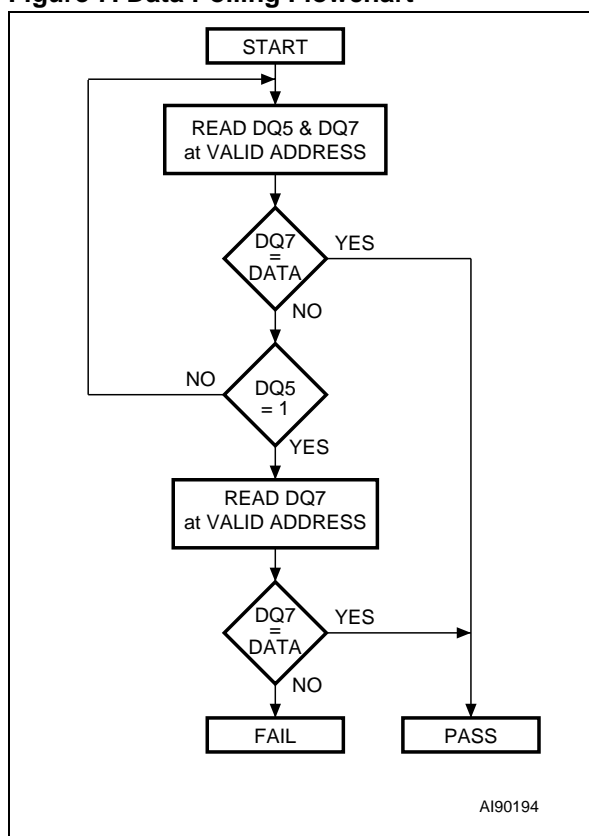 Figure Data Polling Flowchart
START
READ DQ5 & DQ7
at VALID ADDRESS
DQ7
=
DATA
YES
NO
NO
DQ5
= 1
YES
READ DQ7
at VALID ADDRESS
DQ7
=
DATA
YES
NO
FAIL
PASS
AI90194